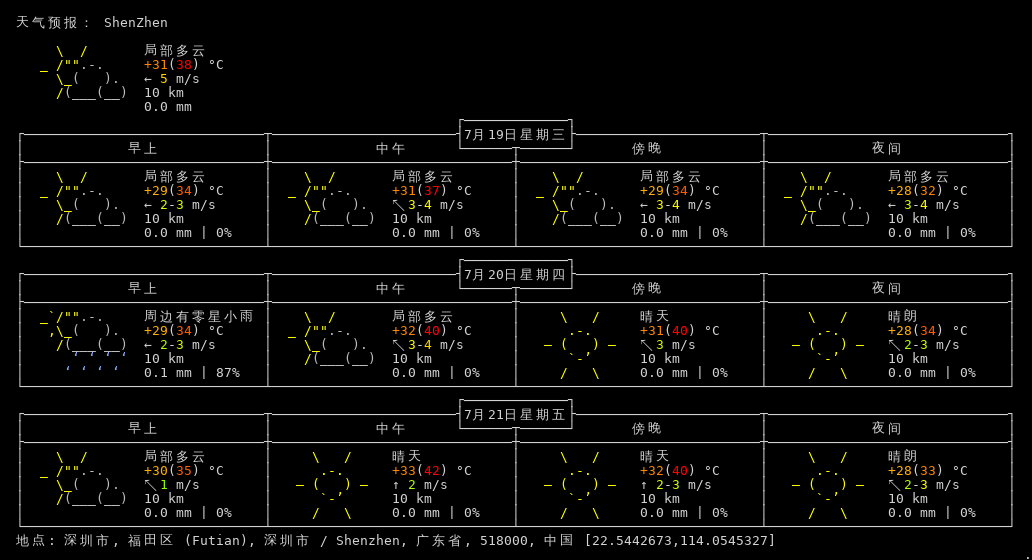 天气预报： ShenZhen
局部多云
+31(38) °C
← 5 m/s
10 km
0.0 mm
7月19日星期三
早上 中午 傍晚 夜间
局部多云 局部多云 局部多云 局部多云
+29(34) °C +31(37) °C +29(34) °C +28(32) °C
← 2-3 m/s ↖ 3-4 m/s ← 3-4 m/s ← 3-4 m/s
10 km 10 km 10 km 10 km
0.0 mm | 0% 0.0 mm | 0% 0.0 mm | 0% 0.0 mm | 0%
7月20日星期四
早上 中午 傍晚 夜间
周边有零星小雨 局部多云 晴天 晴朗
+29(34) °C +32(40) °C +31(40) °C +28(34) °C
← 2-3 m/s ↖ 3-4 m/s ↖ 3 m/s ↖ 2-3 m/s
10 km 10 km 10 km 10 km
0.1 mm | 87% 0.0 mm | 0% 0.0 mm | 0% 0.0 mm | 0%
7月21日星期五
早上 中午 傍晚 夜间
局部多云 晴天 晴天 晴朗
+30(35) °C +33(42) °C +32(40) °C +28(33) °C
↖ 1 m/s ↑ 2 m/s ↑ 2-3 m/s ↖ 2-3 m/s
10 km 10 km 10 km 10 km
0.0 mm | 0% 0.0 mm | 0% 0.0 mm | 0% 0.0 mm | 0%
地点: 深圳市, 福田区 (Futian), 深圳市 / Shenzhen, 广东省, 518000, 中国 [22.5442673,114.0545327]